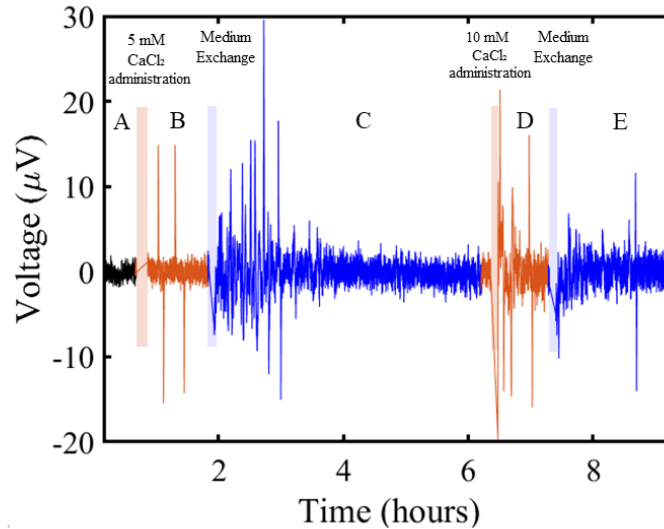 30
20
10
0
-10
-20
Voltage (μV)
5 mM
CaCl₂
administration
Medium
Exchange
10 mM
CaCl₂
administration
Medium
Exchange
A
B
C
D
E
2
4
6
8
Time (hours)